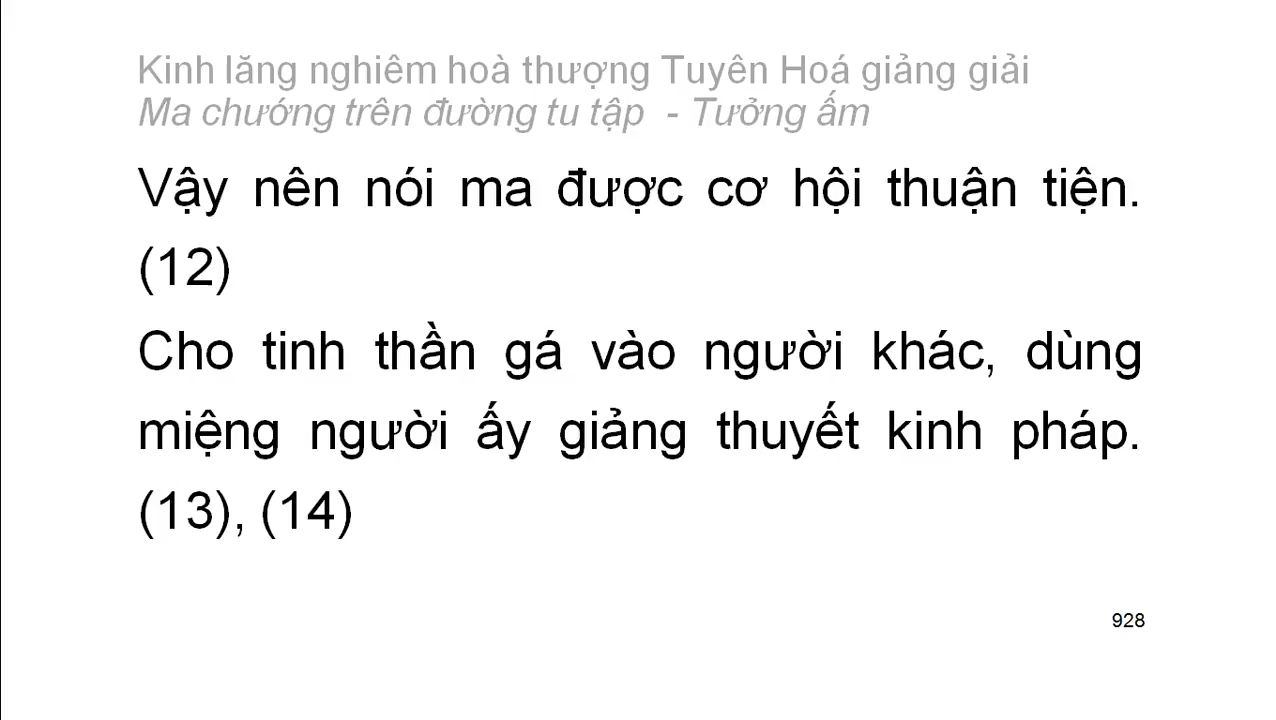 Kinh lăng nghiêm hoà thượng Tuyên Hoá giảng giải
Ma chướng trên đường tu tập - Tưởng ấm
Vậy nên nói ma được cơ hội thuận tiện.
(12)
Cho tinh thần gá vào người khác, dùng
miệng người ấy giảng thuyết kinh pháp.
(13), (14)
928